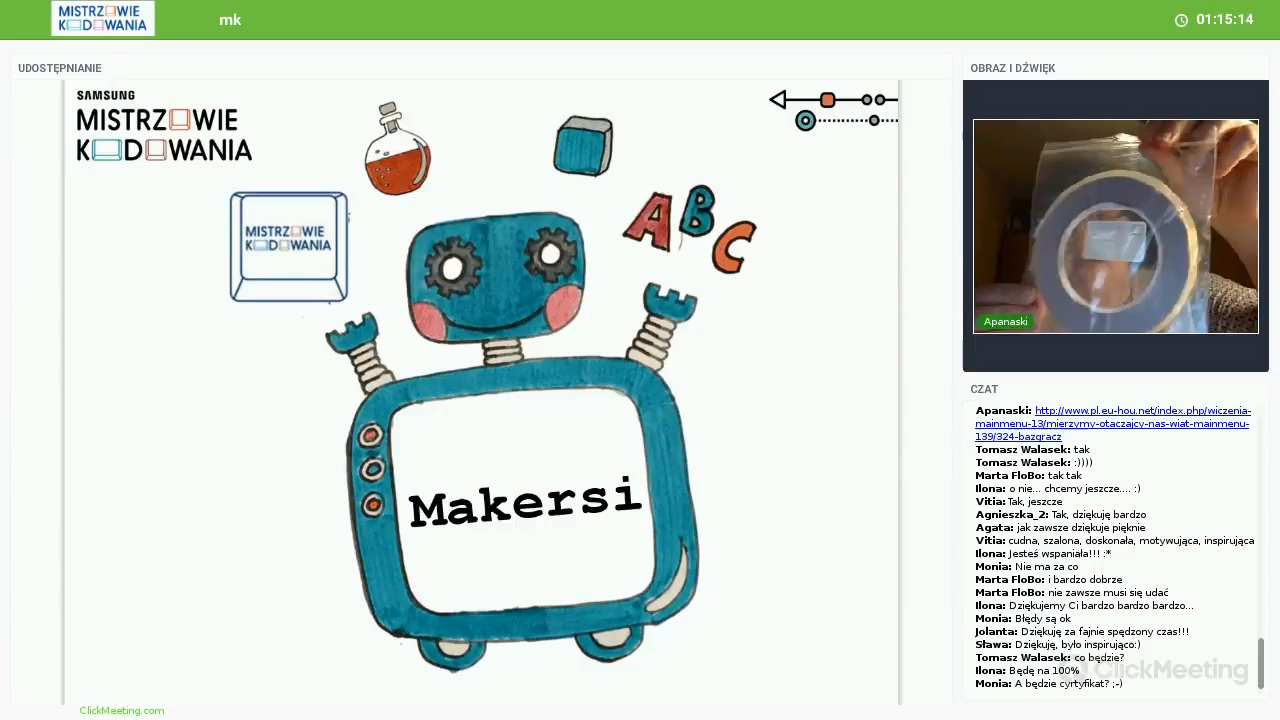 MISTRZOWIE
KODOWANIA
mk
01:15:14
UDOSTĘPNIANIE
OBRAZ I DŹWIĘK
SAMSUNG
MISTRZOWIE
KODOWANIA
MISTRZOWIE
KODOWANIA
ABC
Makersi
Apanaski
CZAT
Apanaski: http://www.pl.eu-hou.net/index.php/wiczenia-
mainmenu-13/mierzymy-otaczajcy-nas-wiat-mainmenu-
139/324-bazgracz
Tomasz Walasek: tak
Tomasz Walasek: :))))
Marta FloBo: tak tak
Ilona: o nie... chcemy jeszcze.... :)
Vitia: Tak, jeszcze
Agnieszka_2: Tak, dziękuję bardzo
Agata: jak zawsze dziękuje pięknie
Vitia: cudna, szalona, doskonała, motywująca, inspirująca
Ilona: Jesteś wspaniała!!! :*
Monia: Nie ma za co
Marta FloBo: i bardzo dobrze
Marta FloBo: nie zawsze musi się udać
Ilona: Dziękujemy Ci bardzo bardzo bardzo...
Monia: Błędy są ok
Jolanta: Dziękuję za fajnie spędzony czas!!!
Sława: Dziękuję, było inspirująco:)
Tomasz Walasek: co będzie?
Ilona: Będę na 100%
Monia: A będzie cyrtyfikat? ;-)
ClickMeeting
ClickMeeting.com